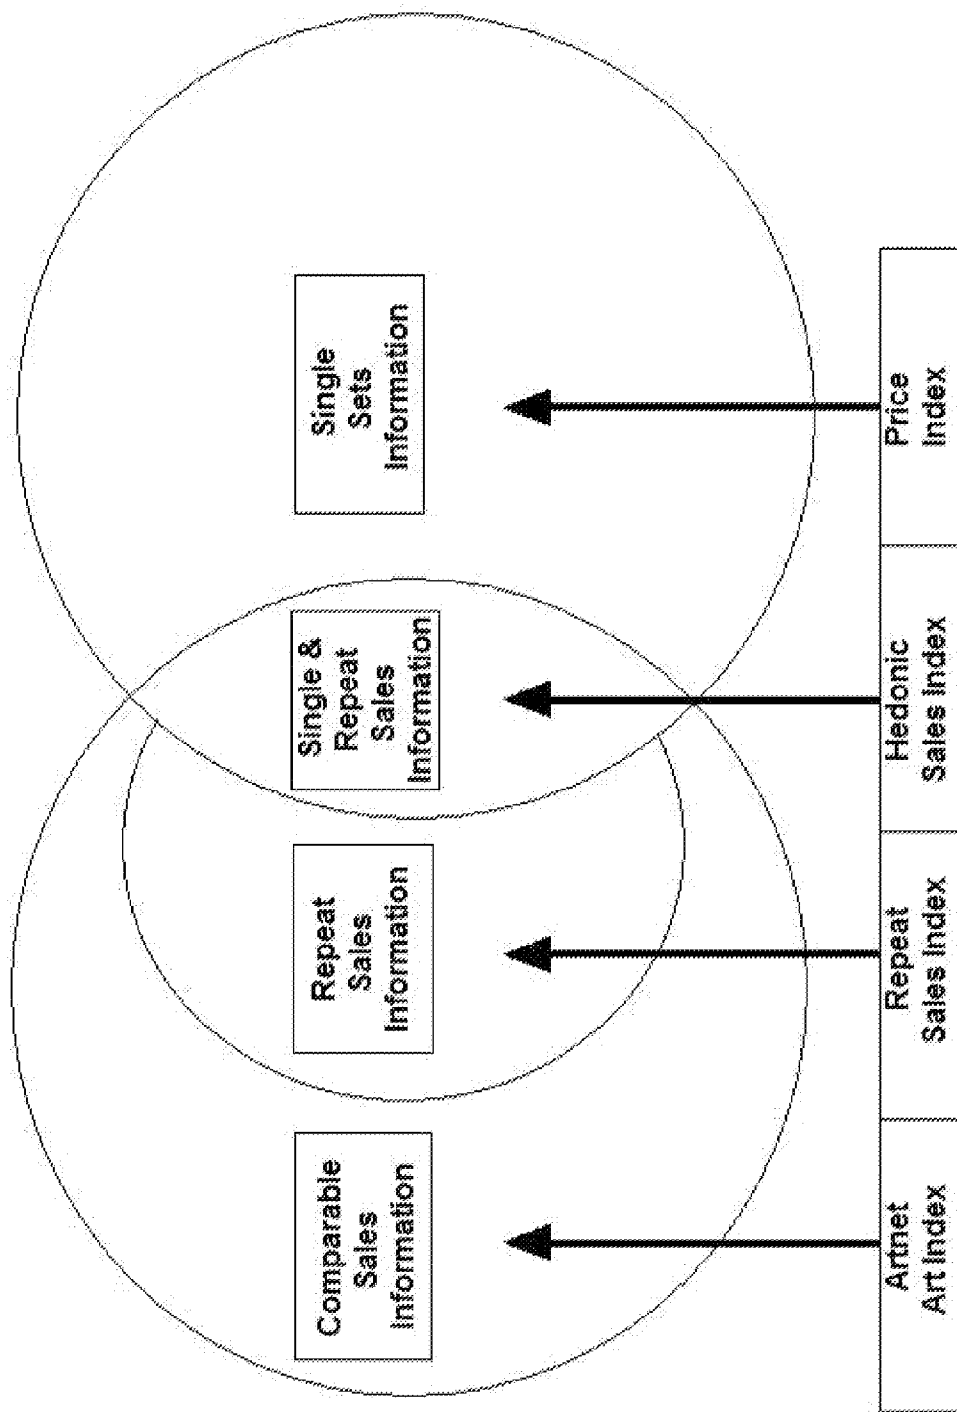 Comparable
Sales
Information
Repeat
Sales
Information
Single &
Repeat
Sales
Information
Single
Sets
Information
Artnet
Art Index
Repeat
Sales Index
Hedonic
Sales Index
Price
Index